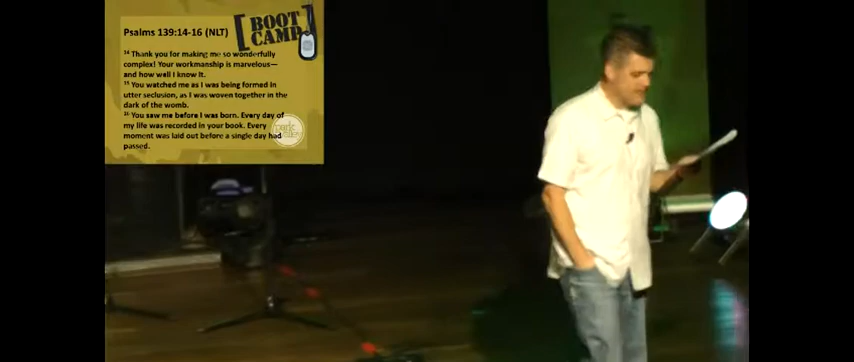 Psalms 139:14-16 (NLT)
BOOT
CAMP
14 Thank you for making me so wonderfully
complex! Your workmanship is marvelous—
and how well I know it.
15 You watched me as I was being formed in
utter seclusion, as I was woven together in the
dark of the womb.
16 You saw me before I was born. Every day of
my life was recorded in your book. Every
moment was laid out before a single day had
passed.